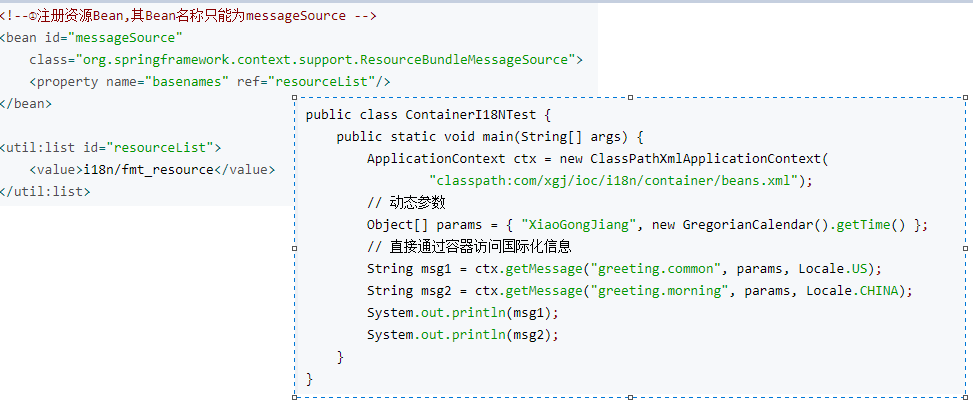 <!--①注册资源Bean,其Bean名称只能为messageSource -->
<bean id="messageSource"
class="org.springframework.context.support.ResourceBundleMessageSource">
<property name="basenames" ref="resourceList"/>
</bean>
<util:list id="resourceList">
<value>i18n/fmt_resource</value>
</util:list>
public class ContainerI18NTest {
public static void main(String[] args) {
ApplicationContext ctx = new ClassPathXmlApplicationContext(
"classpath:com/xgj/ioc/i18n/container/beans.xml");
// 动态参数
Object[] params = { "XiaoGongJiang", new GregorianCalendar().getTime() };
// 直接通过容器访问国际化信息
String msg1 = ctx.getMessage("greeting.common", params, Locale.US);
String msg2 = ctx.getMessage("greeting.morning", params, Locale.CHINA);
System.out.println(msg1);
System.out.println(msg2);
}
}